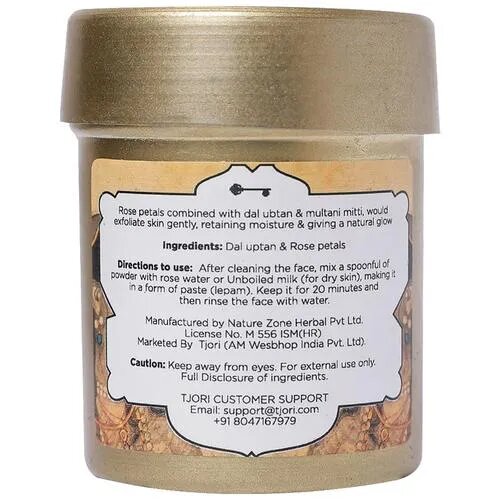 Rose petals combined with dal ubtan & multani mitti, would
exfoliate skin gently, retaining moisture & giving a natural glow
Ingredients: Dal uptan & Rose petals
Directions to use: After cleaning the face, mix a spoonful of
powder with rose water or Unboiled milk (for dry skin), making it
in a form of paste (lepam). Keep it for 20 minutes and
then rinse the face with water.
Manufactured by Nature Zone Herbal Pvt Ltd.
License No. M 556 ISM(HR)
Marketed By Tjori (AM Wesbhop India Pvt. Ltd).
Caution: Keep away from eyes. For external use only.
Full Disclosure of ingredients.
TJORI CUSTOMER SUPPORT
Email: support@tjori.com
+91 8047167979